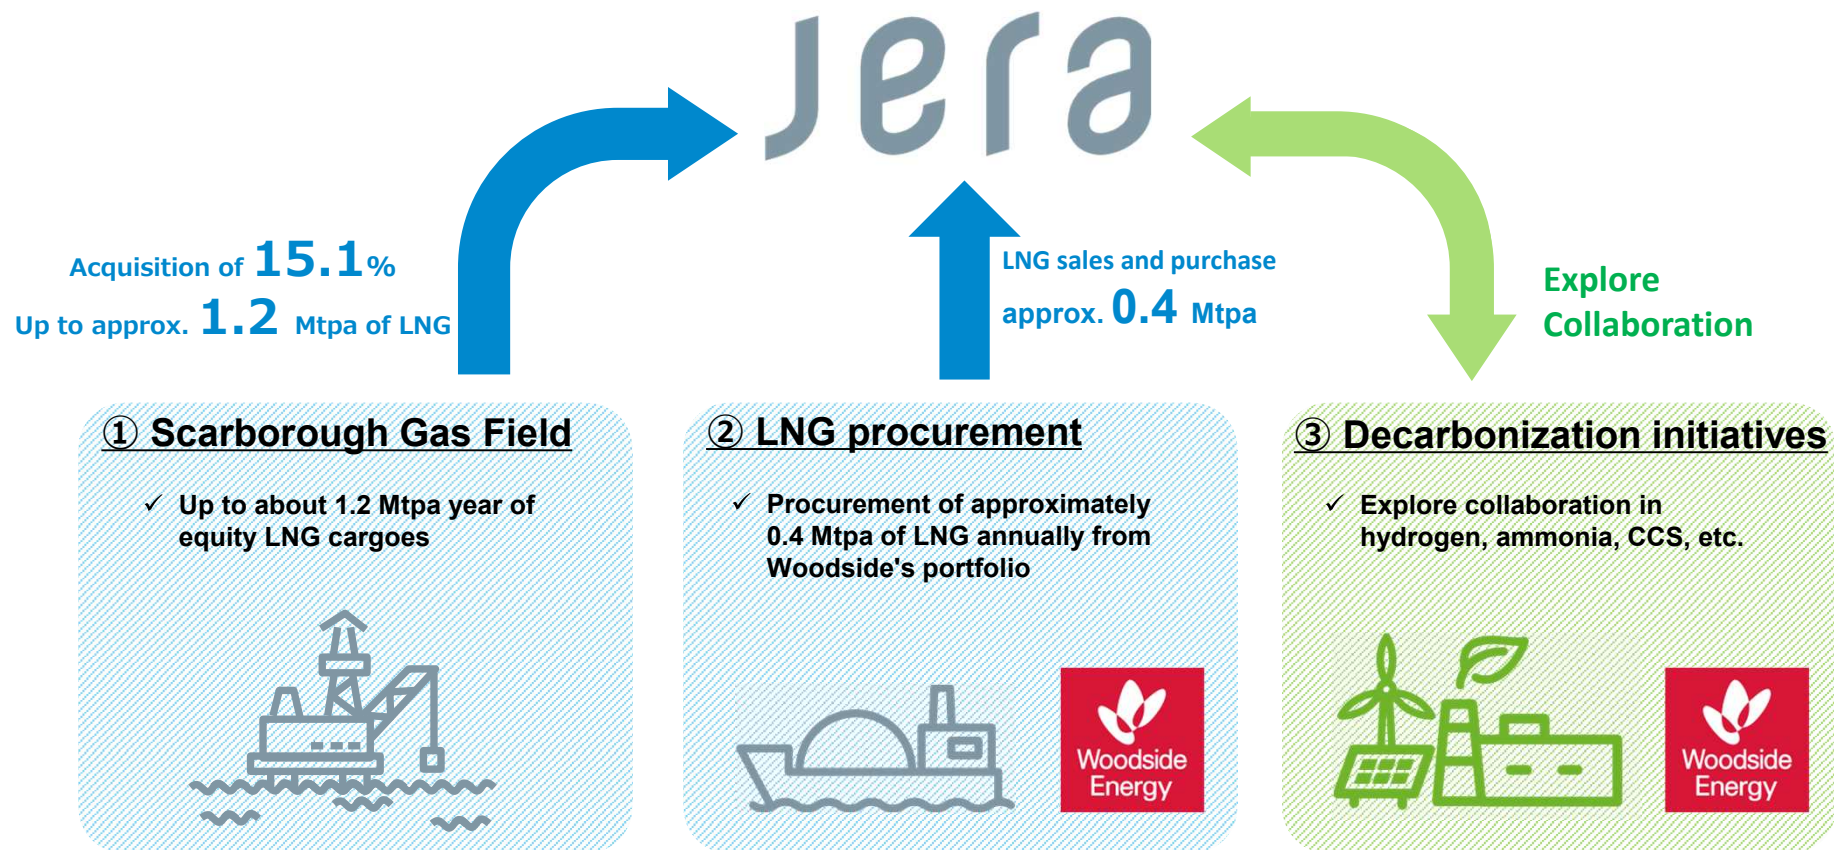 Jera
Acquisition of 15.1%
Up to approx. 1.2 Mtpa of LNG
LNG sales and purchase
approx. 0.4 Mtpa
Explore
Collaboration
① Scarborough Gas Field
✓ Up to about 1.2 Mtpa year of
equity LNG cargoes
② LNG procurement
✓ Procurement of approximately
0.4 Mtpa of LNG annually from
Woodside's portfolio
Woodside
Energy
③ Decarbonization initiatives
✓ Explore collaboration in
hydrogen, ammonia, CCS, etc.
Woodside
Energy